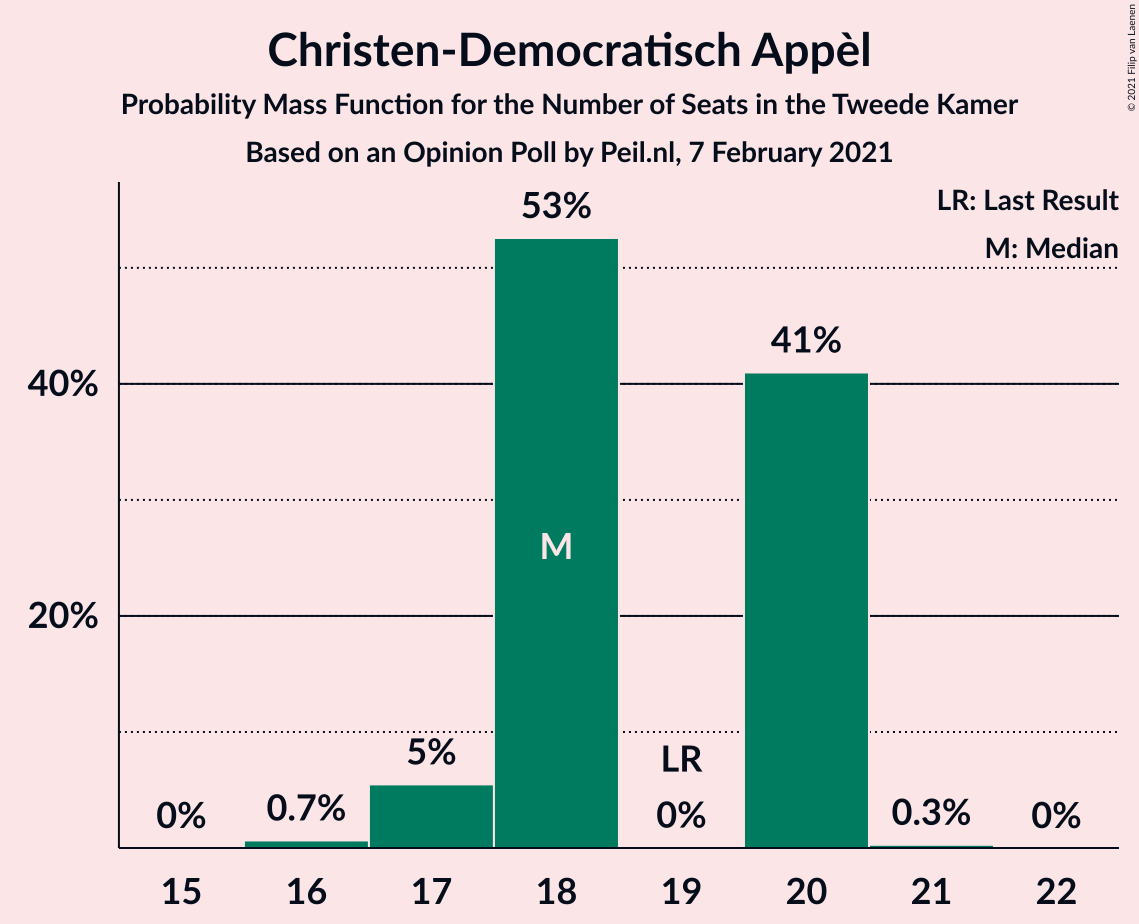 Christen-Democratisch Appèl
Probability Mass Function for the Number of Seats in the Tweede Kamer
Based on an Opinion Poll by Peil.nl, 7 February 2021
© 2021 Filip van Laenen
LR: Last Result
M: Median
53%
41%
40%
M
20%
5%
LR
0%
0.7%
0%
0.3%
0%
15 16 17 18 19 20 21 22